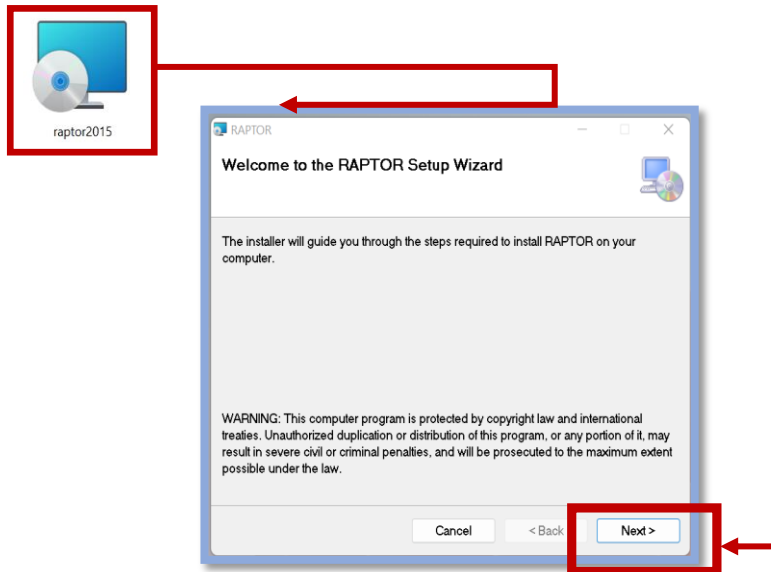 raptor2015
RAPTOR
Welcome to the RAPTOR Setup Wizard
The installer will guide you through the steps required to install RAPTOR on your
computer.
WARNING: This computer program is protected by copyright law and international
treaties. Unauthorized duplication or distribution of this program, or any portion of it, may
result in severe civil or criminal penalties, and will be prosecuted to the maximum extent
possible under the law.
Cancel < Back Next >